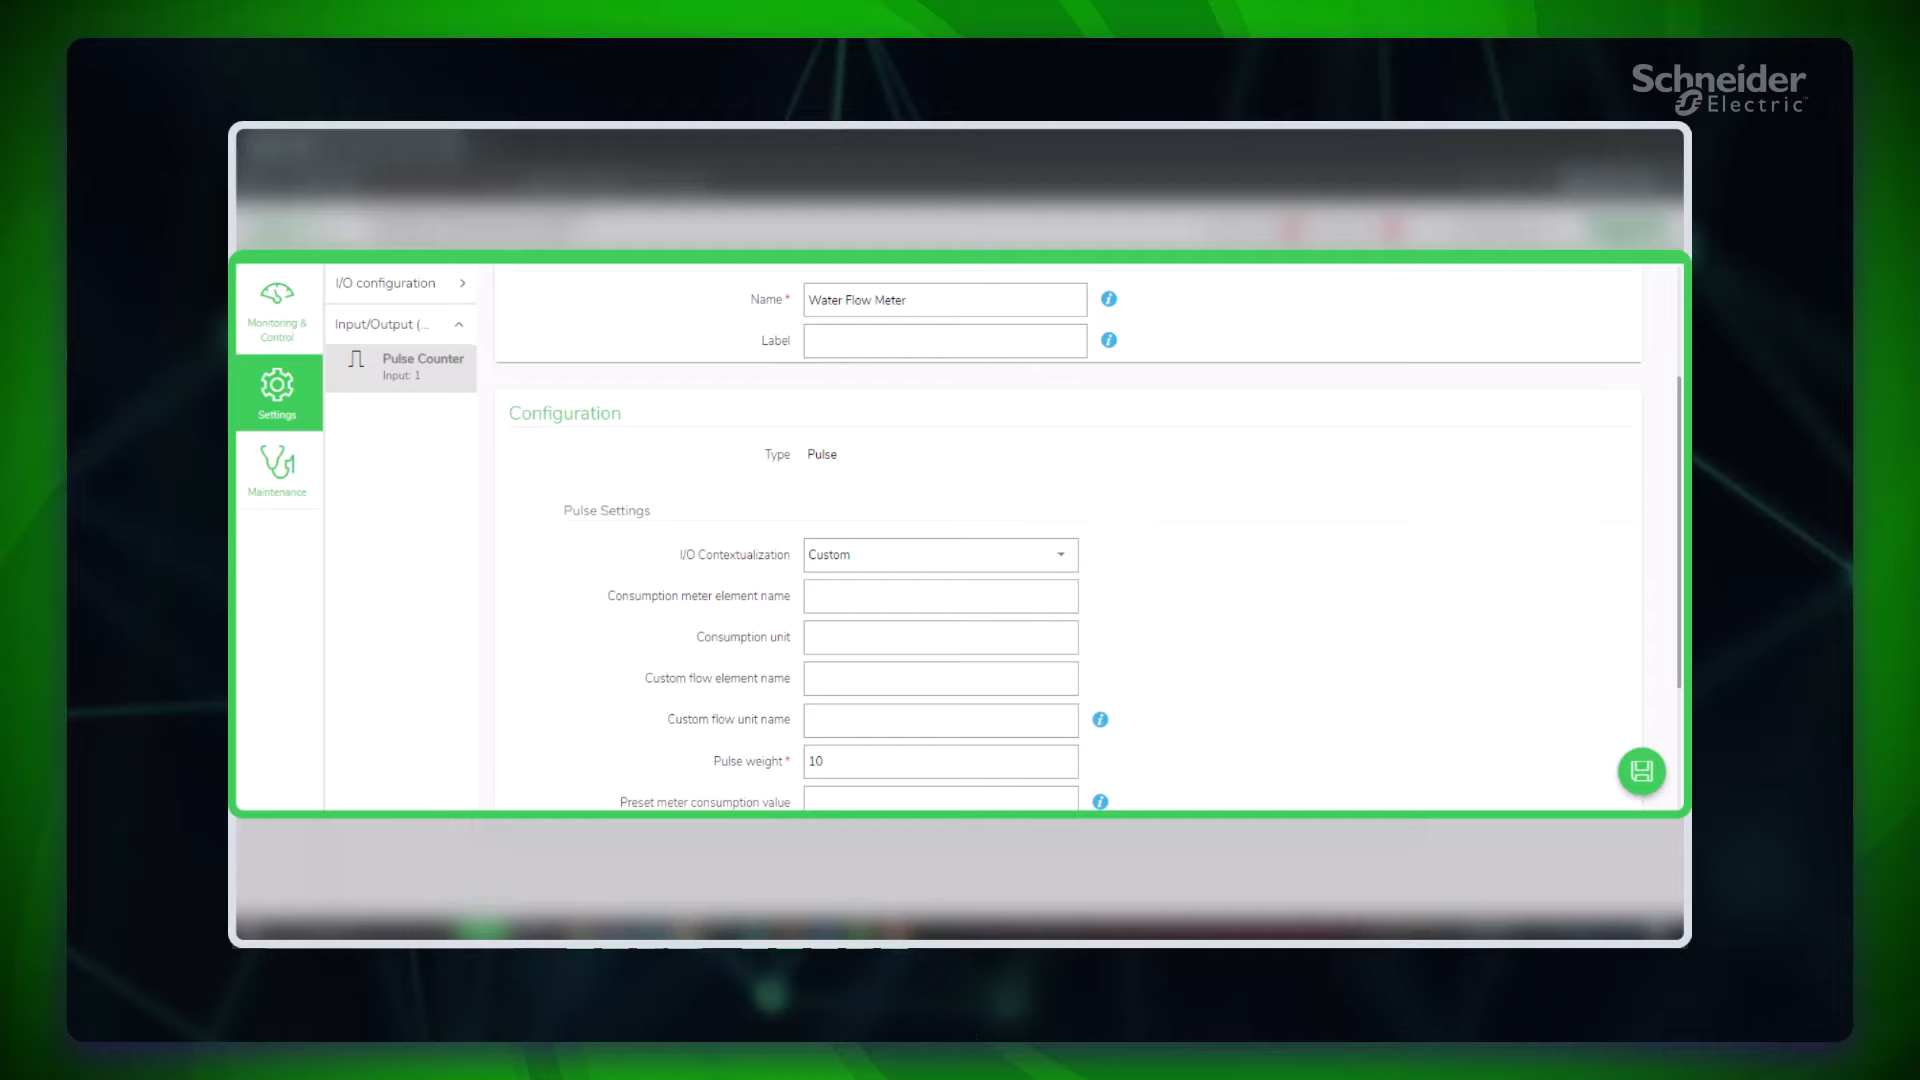 Schneider
Electric
Monitoring &
Control
Settings
Maintenance
I/O configuration
Input/Output (...
Pulse Counter
Input: 1
Name *
Water Flow Meter
Label
Configuration
Type
Pulse
Pulse Settings
I/O Contextualization
Custom
Consumption meter element name
Consumption unit
Custom flow element name
Custom flow unit name
Pulse weight *
10
Preset meter consumption value